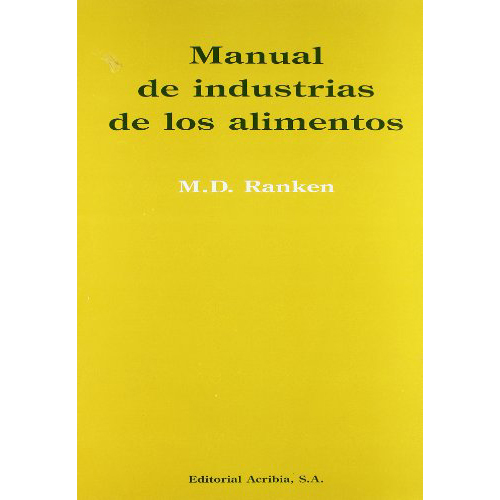 Manual
de industrias
de los alimentos
M.D. Ranken
Editorial Acribia, S.A.